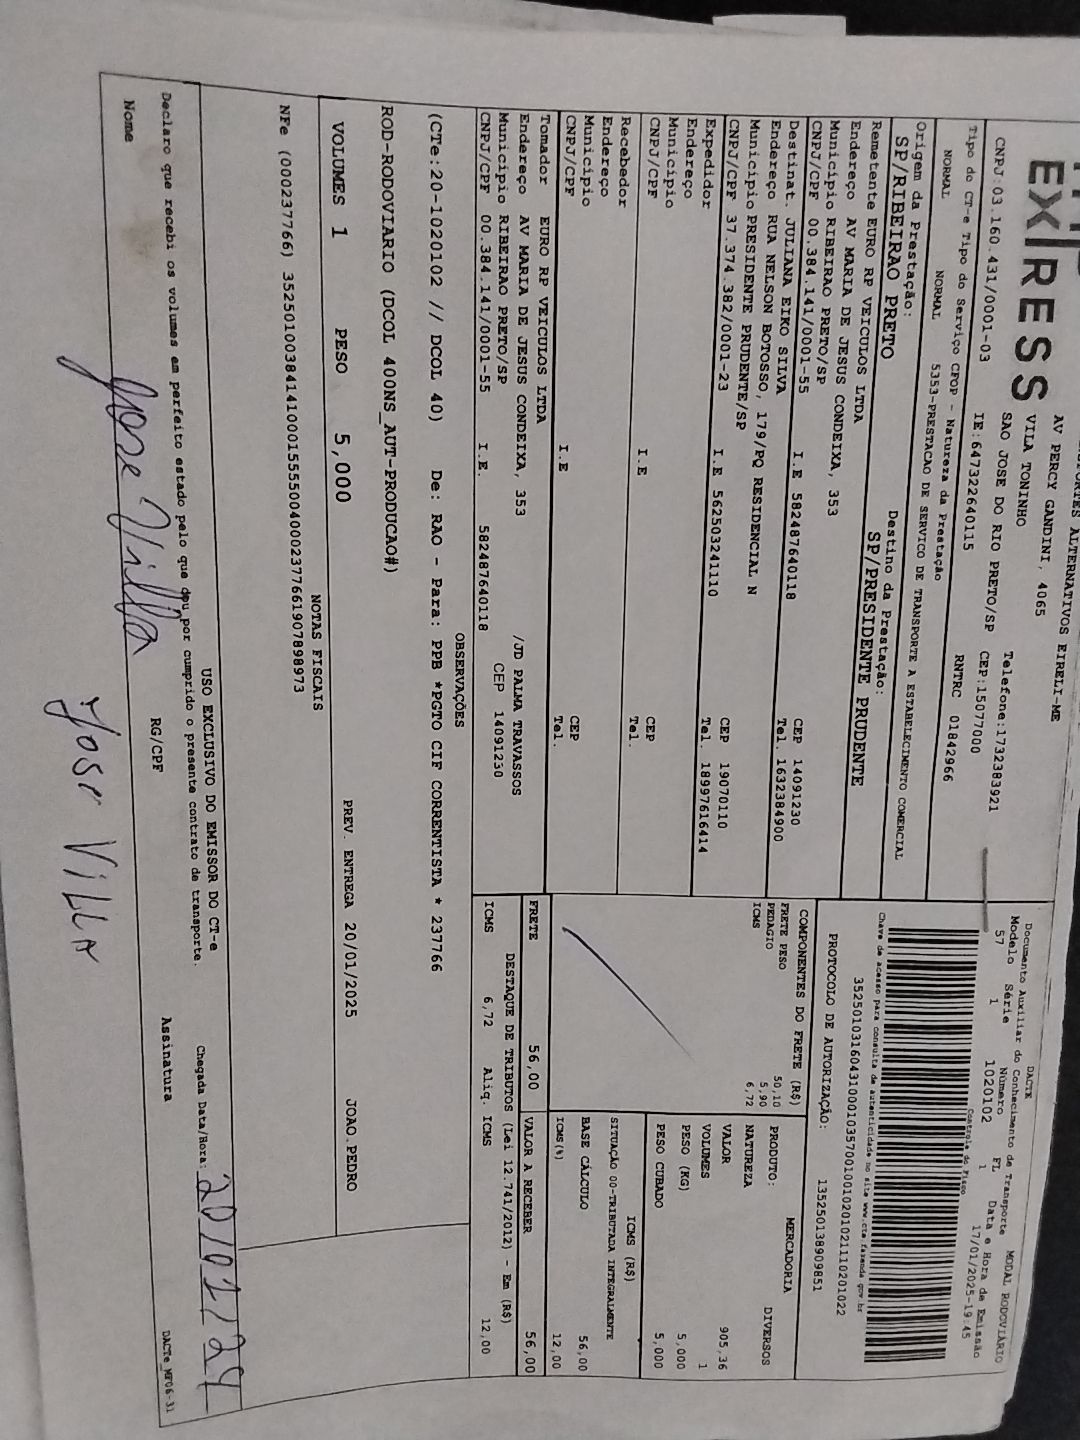 EX|RESS
PORTES ALTERNATIVOS EIRELI-ME
AV PERCY GANDINI, 4065
VILA TONINHO
SAO JOSE DO RIO PRETO/SP CEP:15077000
Telefone:1732383921
CNPJ:03.160.431/0001-03 IE:647322640115 RNTRC 01842966
Tipo do CT-e Tipo do Serviço CFOP - Natureza da Prestação
NORMAL NORMAL 5353-PRESTACAO DE SERVICO DE TRANSPORTE A ESTABELECIMENTO COMERCIAL
Origem da Prestação: Destino da Prestação:
SP/RIBEIRAO PRETO SP/PRESIDENTE PRUDENTE
Remetente EURO RP VEICULOS LTDA
Endereço AV MARIA DE JESUS CONDEIXA, 353
Município RIBEIRAO PRETO/SP CEP 14091230
CNPJ/CPF 00.384.141/0001-55 I.E 582487640118 Tel. 1632384900
Destinat. JULIANA EIKO SILVA
Endereço RUA NELSON BOTOSSO, 179/PQ RESIDENCIAL N
Município PRESIDENTE PRUDENTE/SP CEP 19070110
CNPJ/CPF 37.374.382/0001-23 I.E 562503241110 Tel. 18997616414
Expedidor
Endereço
Município CEP
CNPJ/CPF I.E Tel.
Recebedor
Endereço
Município CEP
CNPJ/CPF I.E Tel.
Tomador EURO RP VEICULOS LTDA
Endereço AV MARIA DE JESUS CONDEIXA, 353 /JD PALMA TRAVASSOS
Município RIBEIRAO PRETO/SP CEP 14091230
CNPJ/CPF 00.384.141/0001-55 I.E. 582487640118
DACTE
Documento Auxiliar do Conhecimento de Transporte MODAL RODOVIÁRIO
Modelo Série Número FL Data e Hora de Emissão
57 1 1020102 1 17/01/2025-19:45
Controle do Fisco
Chave de acesso para consulta de autenticidade no site www.cte.fazenda.gov.br
35250103160431000103570010010201021110201022
PROTOCOLO DE AUTORIZAÇÃO: 135250138909851
COMPONENTES DO FRETE (R$)
FRETE PESO 50,10
PEDAGIO 5,90
ICMS 6,72
MERCADORIA
PRODUTO: DIVERSOS
NATUREZA
VALOR 905,36
VOLUMES 1
PESO (KG) 5,000
PESO CUBADO 5,000
ICMS (R$)
SITUAÇÃO 00-TRIBUTADA INTEGRALMENTE
BASE CÁLCULO 56,00
ICMS(%) 12,00
FRETE 56,00 VALOR A RECEBER 56,00
DESTAQUE DE TRIBUTOS (Lei 12.741/2012) - Em (R$)
ICMS 6,72 Aliq. ICMS 12,00
OBSERVAÇÕES
(CTe:20-1020102 // DCOL 40) De: RAO - Para: PPB *PGTO CIF CORRENTISTA * 237766
ROD-RODOVIARIO (DCOL 400NS_AUT-PRODUCAO#)
VOLUMES 1 PESO 5,000 PREV. ENTREGA 20/01/2025 JOAO.PEDRO
NOTAS FISCAIS
NFe (000237766) 35250100384141000155550040002377661907898973
USO EXCLUSIVO DO EMISSOR DO CT-e
Declaro que recebi os volumes em perfeito estado pelo que dou por cumprido o presente contrato de transporte. Chegada Data/Hora: 20/01/24
Nome Jose Villa RG/CPF Assinatura
DACTe_MF06-31
Jose Villa